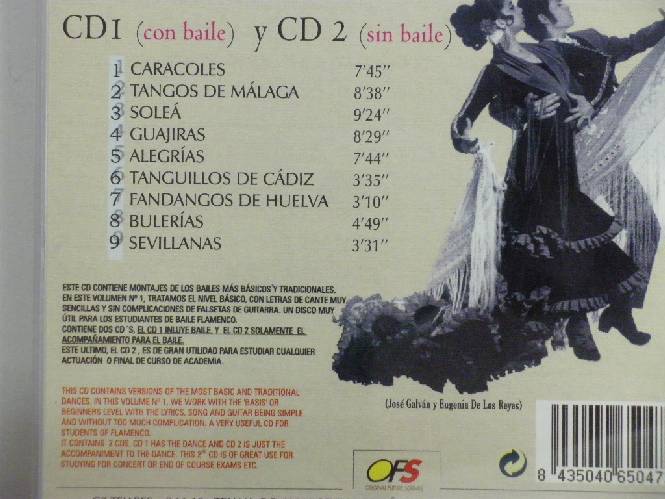 CD 1 (con baile) y CD 2 (sin baile)
1 CARACOLES 7'45''
2 TANGOS DE MÁLAGA 8'38''
3 SOLEÁ 9'24''
4 GUAJIRAS 8'29''
5 ALEGRÍAS 7'44''
6 TANGUILLOS DE CÁDIZ 3'35''
7 FANDANGOS DE HUELVA 3'10''
8 BULERÍAS 4'49''
9 SEVILLANAS 3'31''
ESTE CD CONTIENE MONTAJES DE LOS BAILES MÁS BÁSICOS Y TRADICIONALES.
EN ESTE VOLUMEN Nº 1, TRATAMOS EL NIVEL BÁSICO, CON LETRAS DE CANTE MUY
SENCILLAS Y SIN COMPLICACIONES DE FALSETAS DE GUITARRA. UN DISCO MUY
ÚTIL PARA LOS ESTUDIANTES DE BAILE FLAMENCO.
CONTIENE DOS CD´S. EL CD 1 INLUYE BAILE, Y EL CD 2 SOLAMENTE EL
ACOMPAÑAMIENTO PARA EL BAILE.
ESTE ULTIMO, EL CD 2, ES DE GRAN UTILIDAD PARA ESTUDIAR CUALQUIER
ACTUACIÓN O FINAL DE CURSO DE ACADEMIA.
THIS CD CONTAINS VERSIONS OF THE MOST BASIC AND TRADITIONAL
DANCES. IN THIS VOLUME Nº 1, WE WORK WITH THE 'BASIS' OR
BEGINNERS LEVEL WITH THE LYRICS, SONG AND GUITAR BEING SIMPLE
AND WITHOUT TOO MUCH COMPLICATION. A VERY USEFUL CD FOR
STUDENTS OF FLAMENCO.
IT CONTAINS 2 CDS. CD 1 HAS THE DANCE AND CD 2 IS JUST THE
ACCOMPANIMENT TO THE DANCE. THIS 2nd CD IS OF GREAT USE FOR
STUDYING FOR CONCERT OR END OF COURSE EXAMS ETC.
(José Galván y Eugenia De Los Reyes)
OFS
8 435040 65047